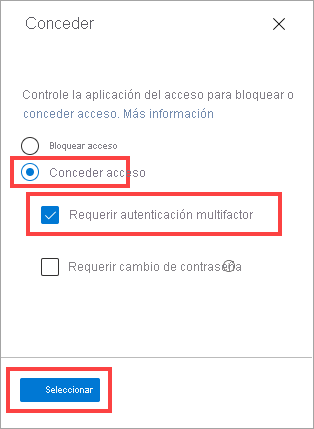 Conceder
Controle la aplicación del acceso para bloquear o
conceder acceso. Más información
Bloquear acceso
Conceder acceso
Requerir autenticación multifactor
Requerir cambio de contraseña
Seleccionar